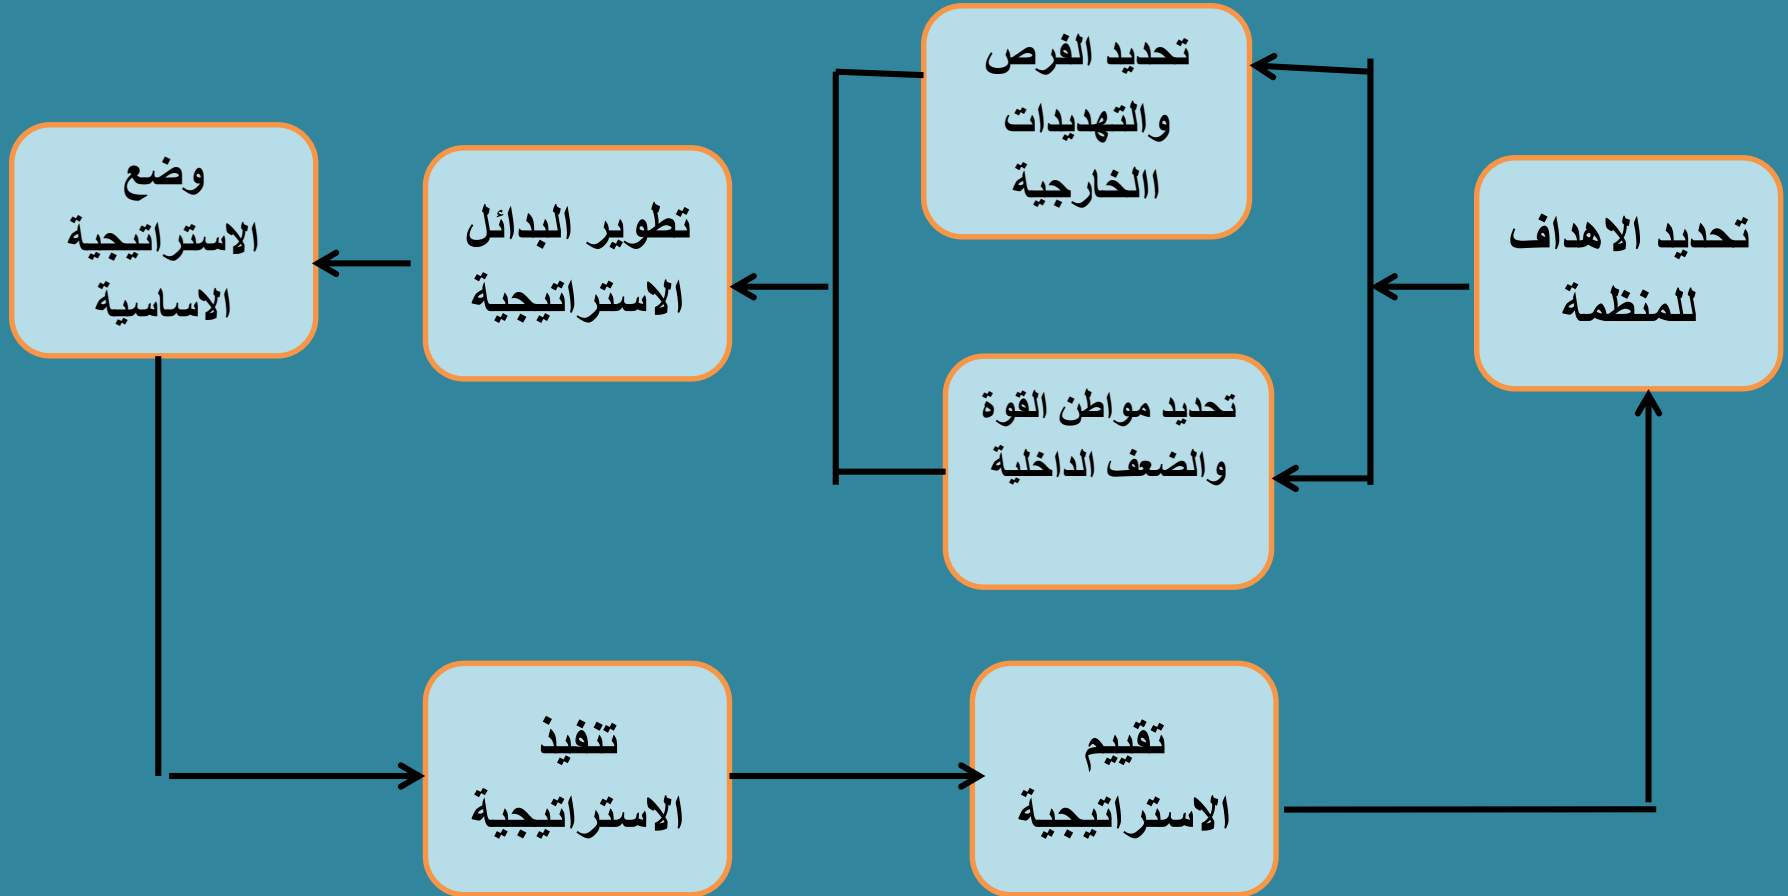 تحديد الاهداف
للمنظمة
تحديد الفرص
والتهديدات
االخارجية
تحديد مواطن القوة
والضعف الداخلية
تطوير البدائل
الاستراتيجية
وضع
الاستراتيجية
الاساسية
تنفيذ
الاستراتيجية
تقييم
الاستراتيجية